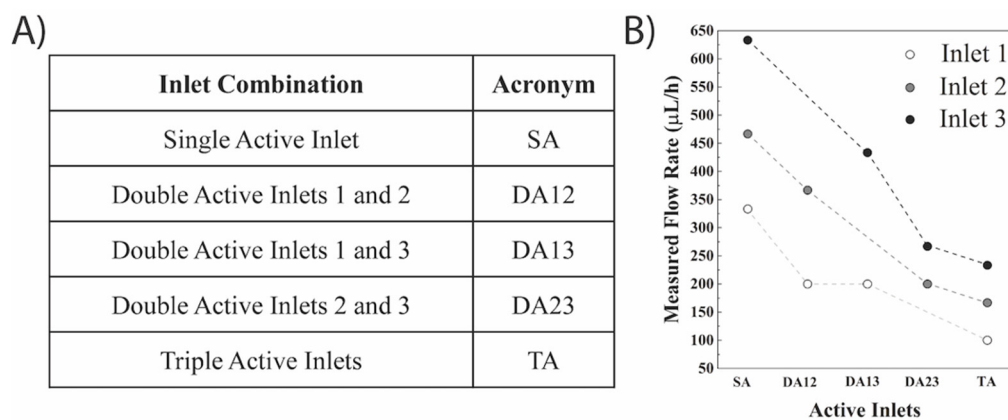 A)
Inlet Combination Acronym
Single Active Inlet SA
Double Active Inlets 1 and 2 DA12
Double Active Inlets 1 and 3 DA13
Double Active Inlets 2 and 3 DA23
Triple Active Inlets TA
B)
Measured Flow Rate (μL/h)
650
600
550
500
450
400
350
300
250
200
150
100
50
Inlet 1
Inlet 2
Inlet 3
SA DA12 DA13 DA23 TA
Active Inlets